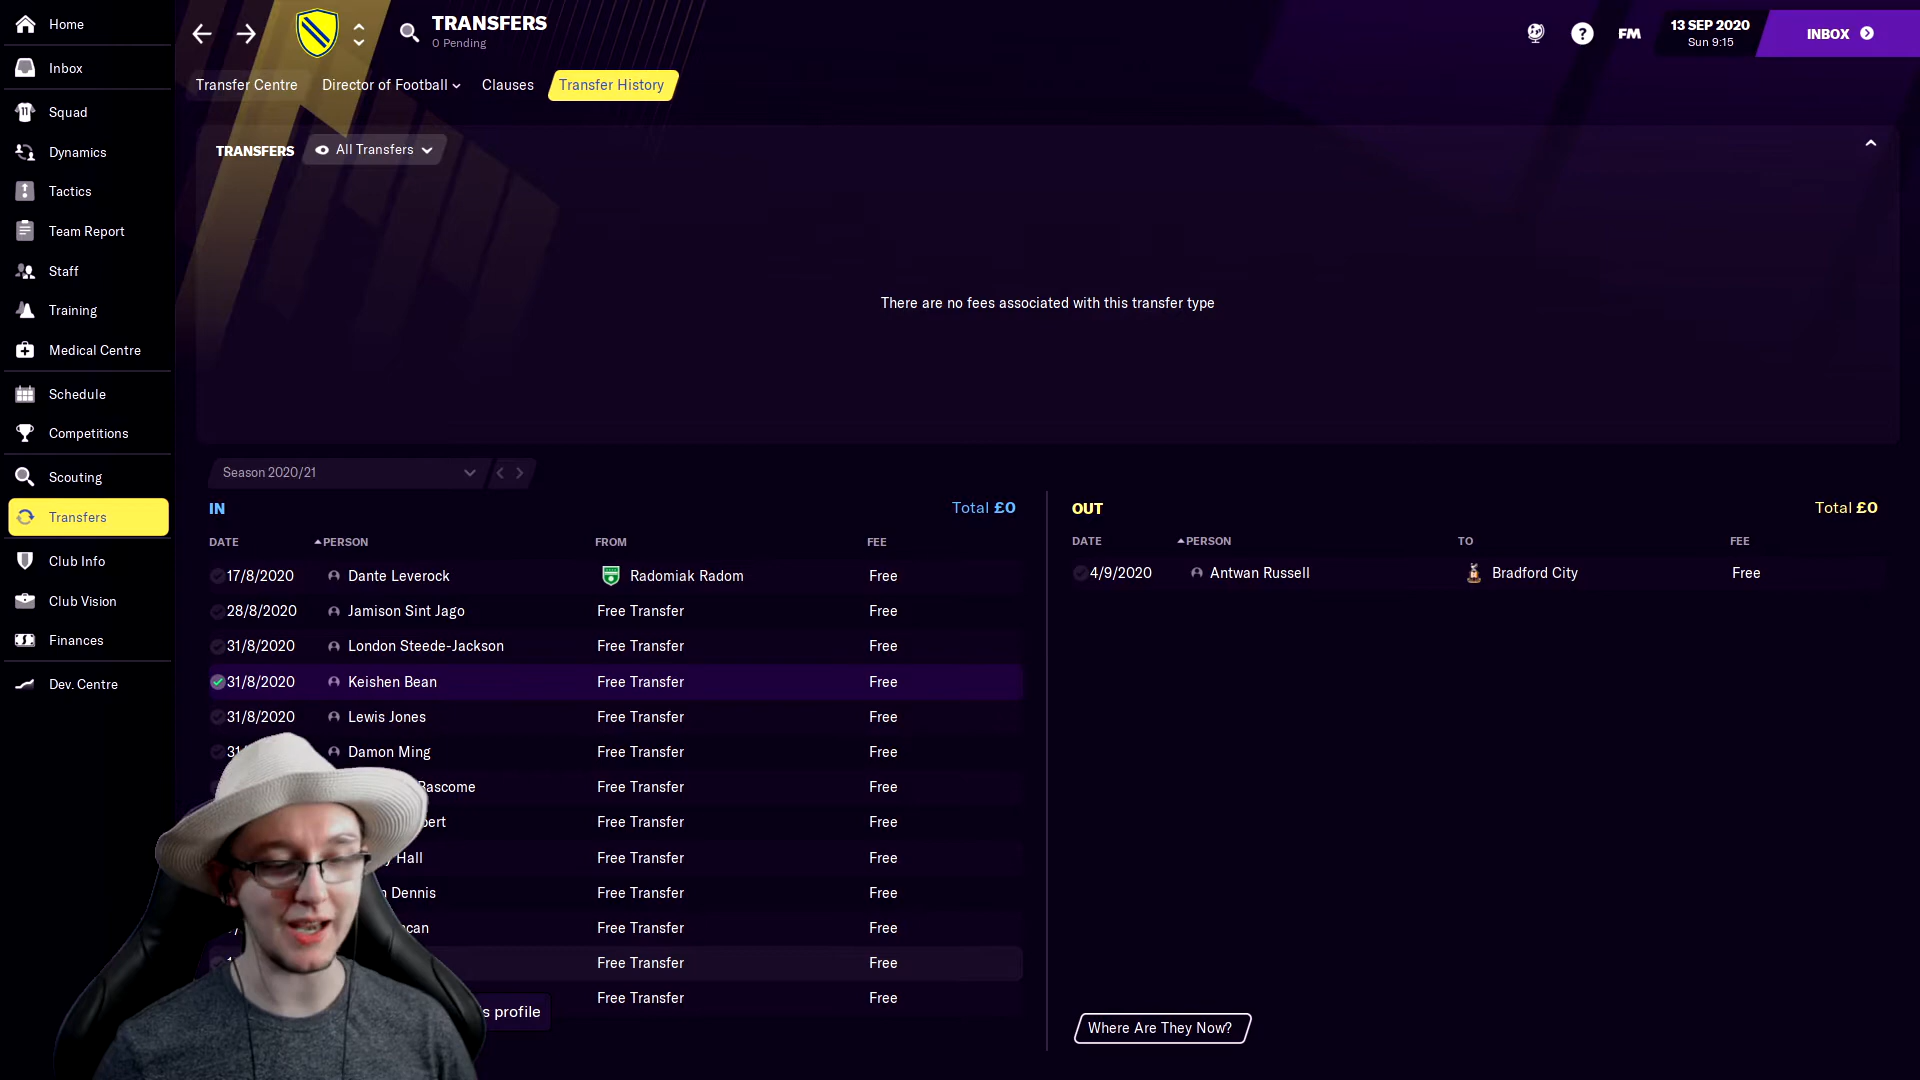 Home
Inbox
Squad
Dynamics
Tactics
Team Report
Staff
Training
Medical Centre
Schedule
Competitions
Scouting
Transfers
Club Info
Club Vision
Finances
Dev. Centre
TRANSFERS
0 Pending
? FM
13 SEP 2020
Sun 9:15
INBOX
Transfer Centre Director of Football Clauses Transfer History
TRANSFERS All Transfers
There are no fees associated with this transfer type
Season 2020/21
IN Total £0
DATE PERSON FROM FEE
17/8/2020 Dante Leverock Radomiak Radom Free
28/8/2020 Jamison Sint Jago Free Transfer Free
31/8/2020 London Steede-Jackson Free Transfer Free
31/8/2020 Keishen Bean Free Transfer Free
31/8/2020 Lewis Jones Free Transfer Free
31 Damon Ming Free Transfer Free
Bascome Free Transfer Free
bert Free Transfer Free
Hall Free Transfer Free
Dennis Free Transfer Free
can Free Transfer Free
Free Transfer Free
Free Transfer Free
s profile
OUT Total £0
DATE PERSON TO FEE
4/9/2020 Antwan Russell Bradford City Free
Where Are They Now?